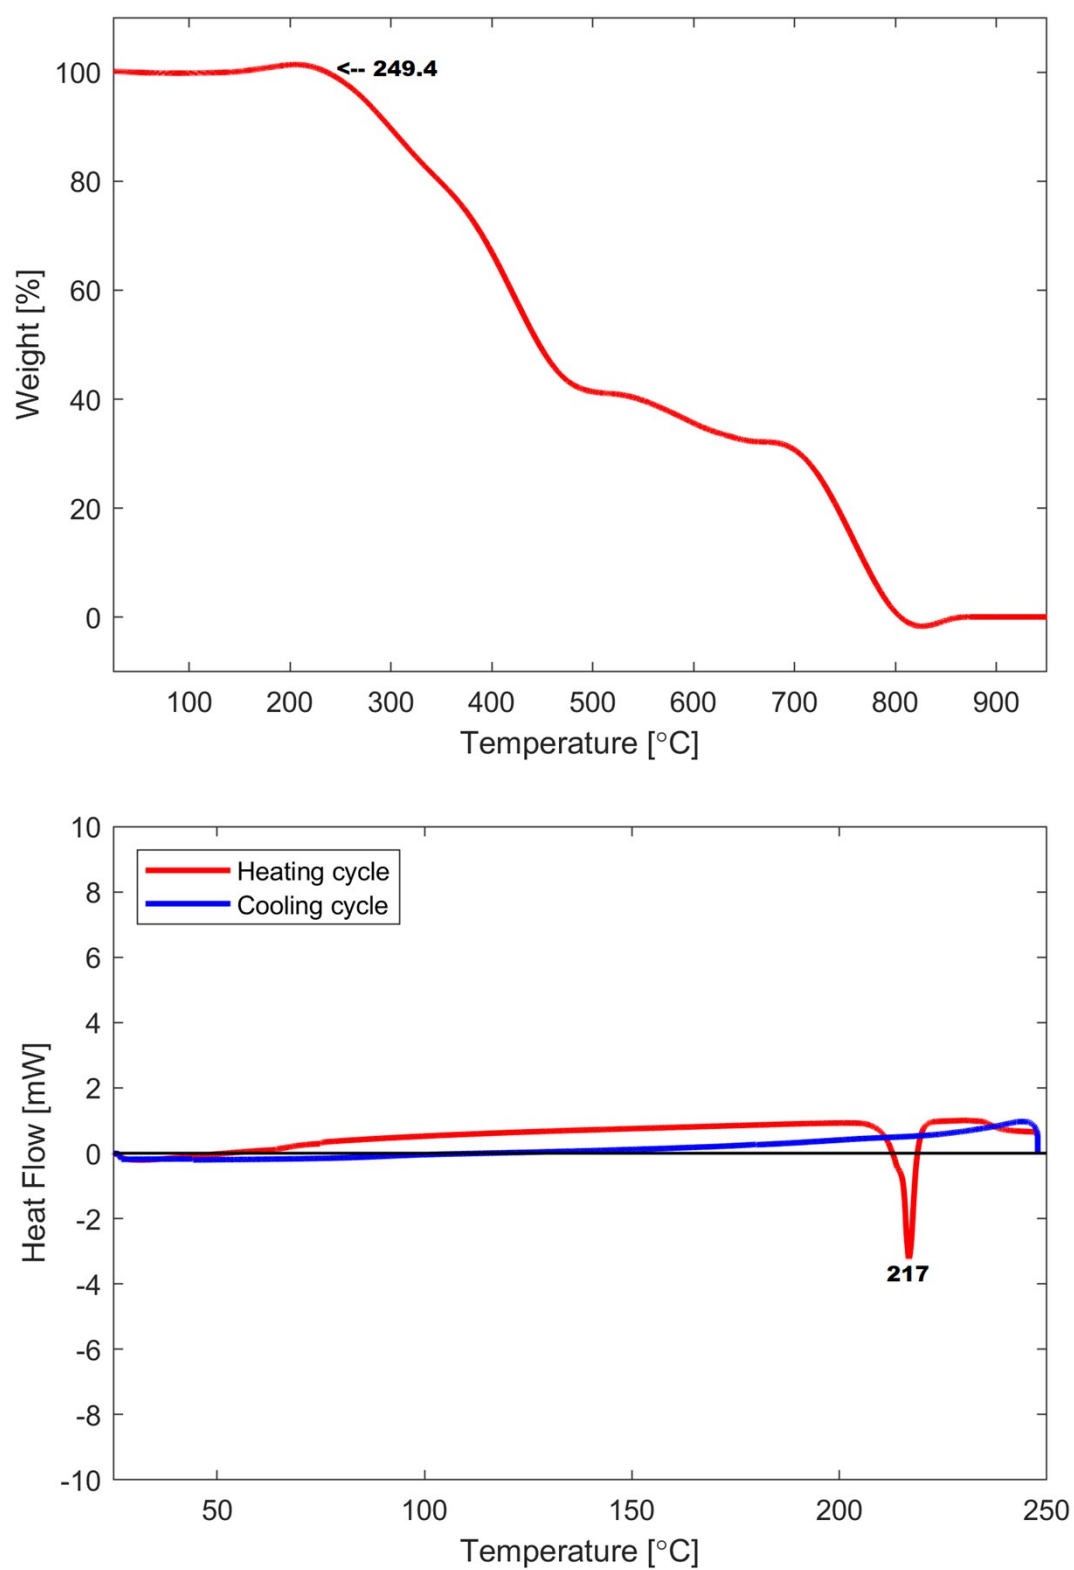 <-- 249.4
100
80
60
40
20
0
Weight [%]
100 200 300 400 500 600 700 800 900
Temperature [°C]
10
8
6
4
2
0
-2
-4
-6
-8
-10
Heating cycle
Cooling cycle
Heat Flow [mW]
217
50 100 150 200 250
Temperature [°C]